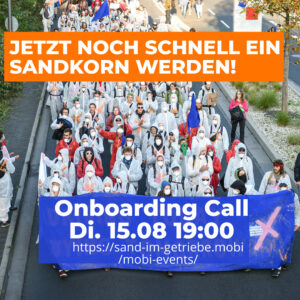 JETZT NOCH SCHNELL EIN
SANDKORN WERDEN!
Onboarding Call
Di. 15.08 19:00
https://sand-im-getriebe.mobi
/mobi-events/